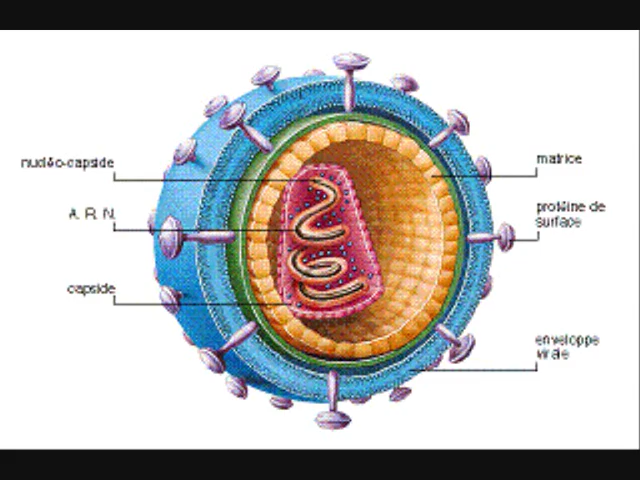 nucléo-capside
A. R. N.
capside
matrice
protéine de
surface
enveloppe
virale